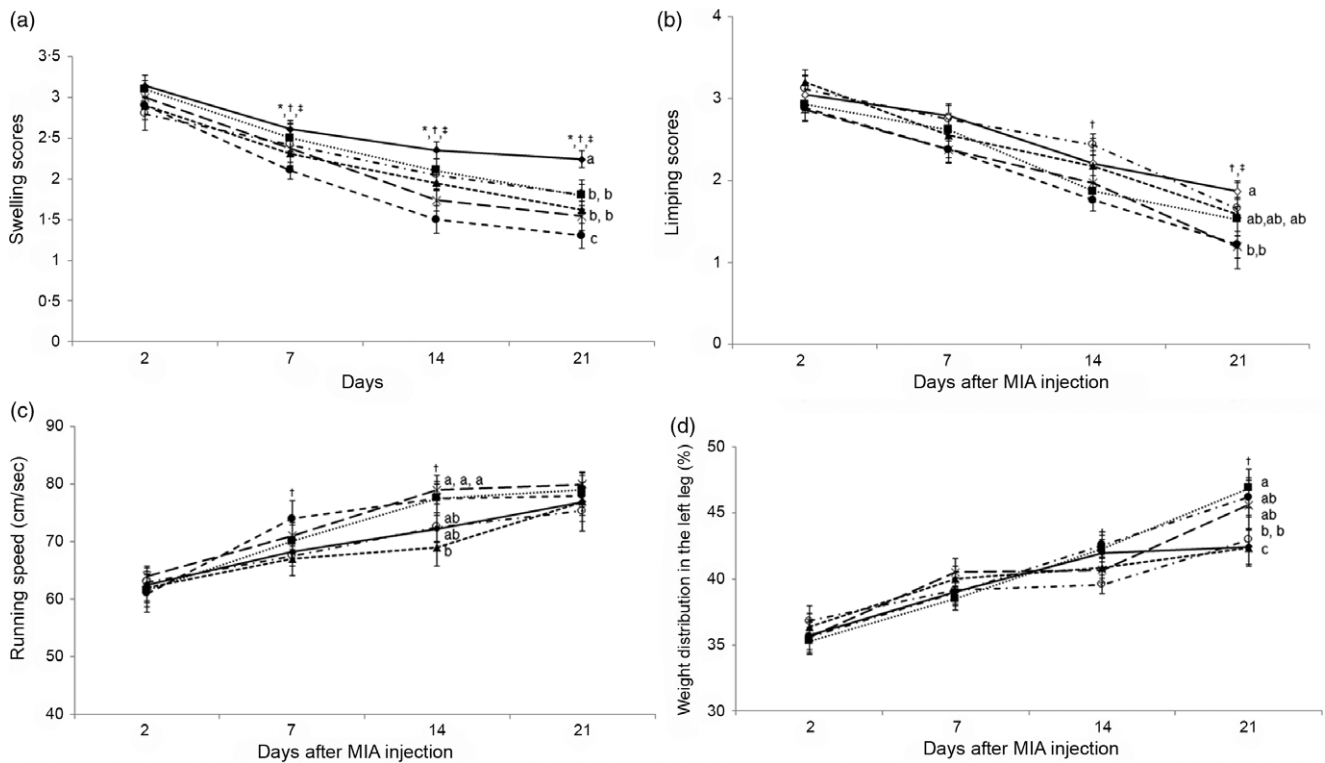 (a)
Swelling scores
3·5
3
2·5
2
1·5
1
0·5
0
*,†,‡
*,†,‡
*,†,‡
a
b, b
b, b
c
2 7 14 21
Days
(b)
Limping scores
4
3
2
1
0
†
†,‡
a
ab,ab, ab
b,b
2 7 14 21
Days after MIA injection
(c)
Running speed (cm/sec)
90
80
70
60
50
40
†
†
a, a, a
ab
ab
b
2 7 14 21
Days after MIA injection
(d)
Weight distribution in the left leg (%)
50
45
40
35
30
‡
†
a
ab
ab
b, b
c
2 7 14 21
Days after MIA injection